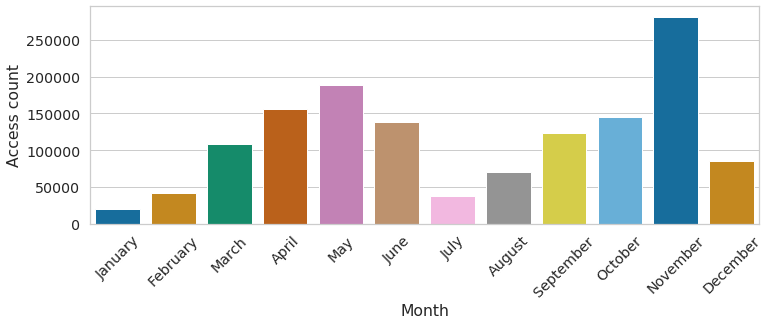 250000
200000
150000
100000
50000
0
Access count
January
February
March
April
May
June
July
August
September
October
November
December
Month